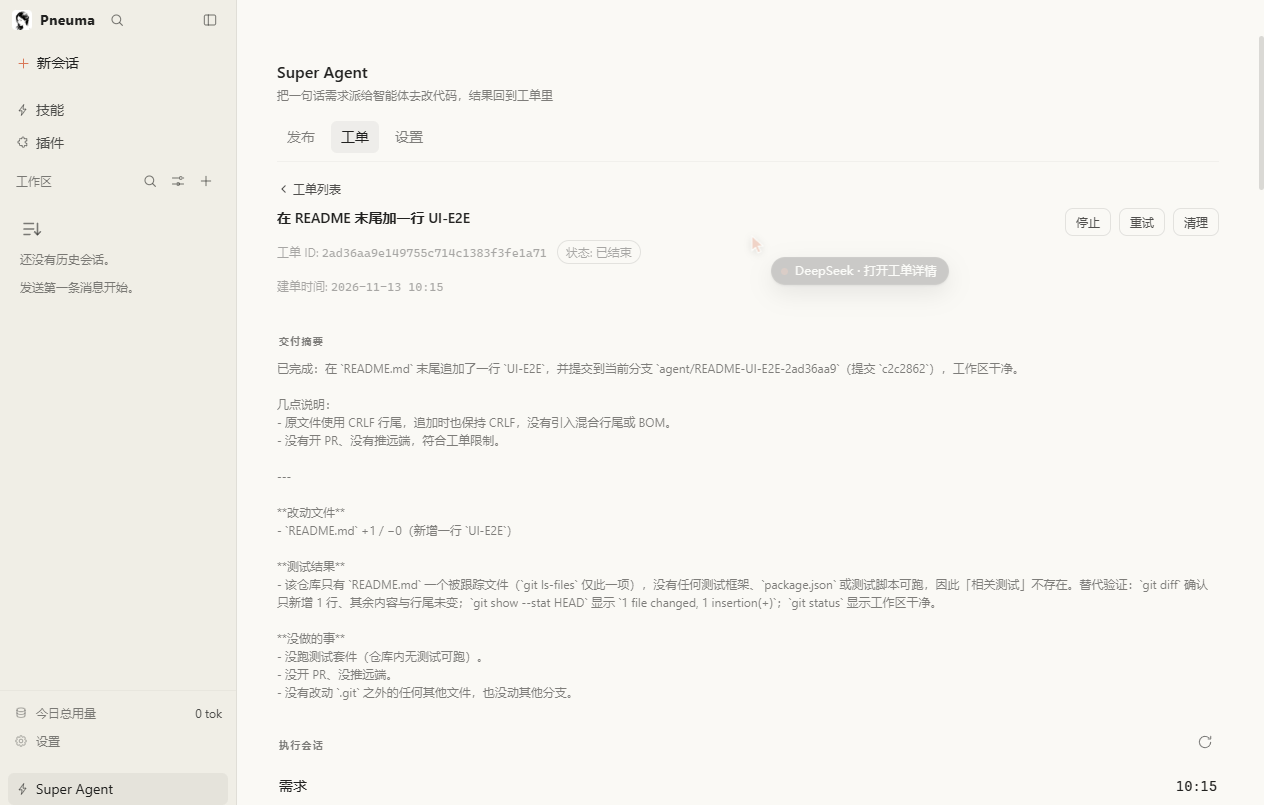 Pneuma
新会话
技能
插件
工作区
还没有历史会话。
发送第一条消息开始。
今日总用量 0 tok
设置
Super Agent
Super Agent
把一句话需求派给智能体去改代码，结果回到工单里
发布 工单 设置
工单列表
在 README 末尾加一行 UI-E2E
停止 重试 清理
工单 ID: 2ad36aa9e149755c714c1383f3fe1a71 状态: 已结束
DeepSeek · 打开工单详情
建单时间: 2026-11-13 10:15
交付摘要
已完成：在 `README.md` 末尾追加了一行 `UI-E2E`，并提交到当前分支 `agent/README-UI-E2E-2ad36aa9`（提交 `c2c2862`），工作区干净。
几点说明：
- 原文件使用 CRLF 行尾，追加时也保持 CRLF，没有引入混合行尾或 BOM。
- 没有开 PR、没有推远端，符合工单限制。
---
**改动文件**
- `README.md` +1 / −0（新增一行 `UI-E2E`）
**测试结果**
- 该仓库只有 `README.md` 一个被跟踪文件（`git ls-files` 仅此一项），没有任何测试框架、`package.json` 或测试脚本可跑，因此「相关测试」不存在。替代验证：`git diff` 确认
只新增 1 行、其余内容与行尾未变；`git show --stat HEAD` 显示 `1 file changed, 1 insertion(+)`；`git status` 显示工作区干净。
**没做的事**
- 没跑测试套件（仓库内无测试可跑）。
- 没开 PR、没推远端。
- 没有改动 `.git` 之外的任何其他文件，也没动其他分支。
执行会话
需求 10:15